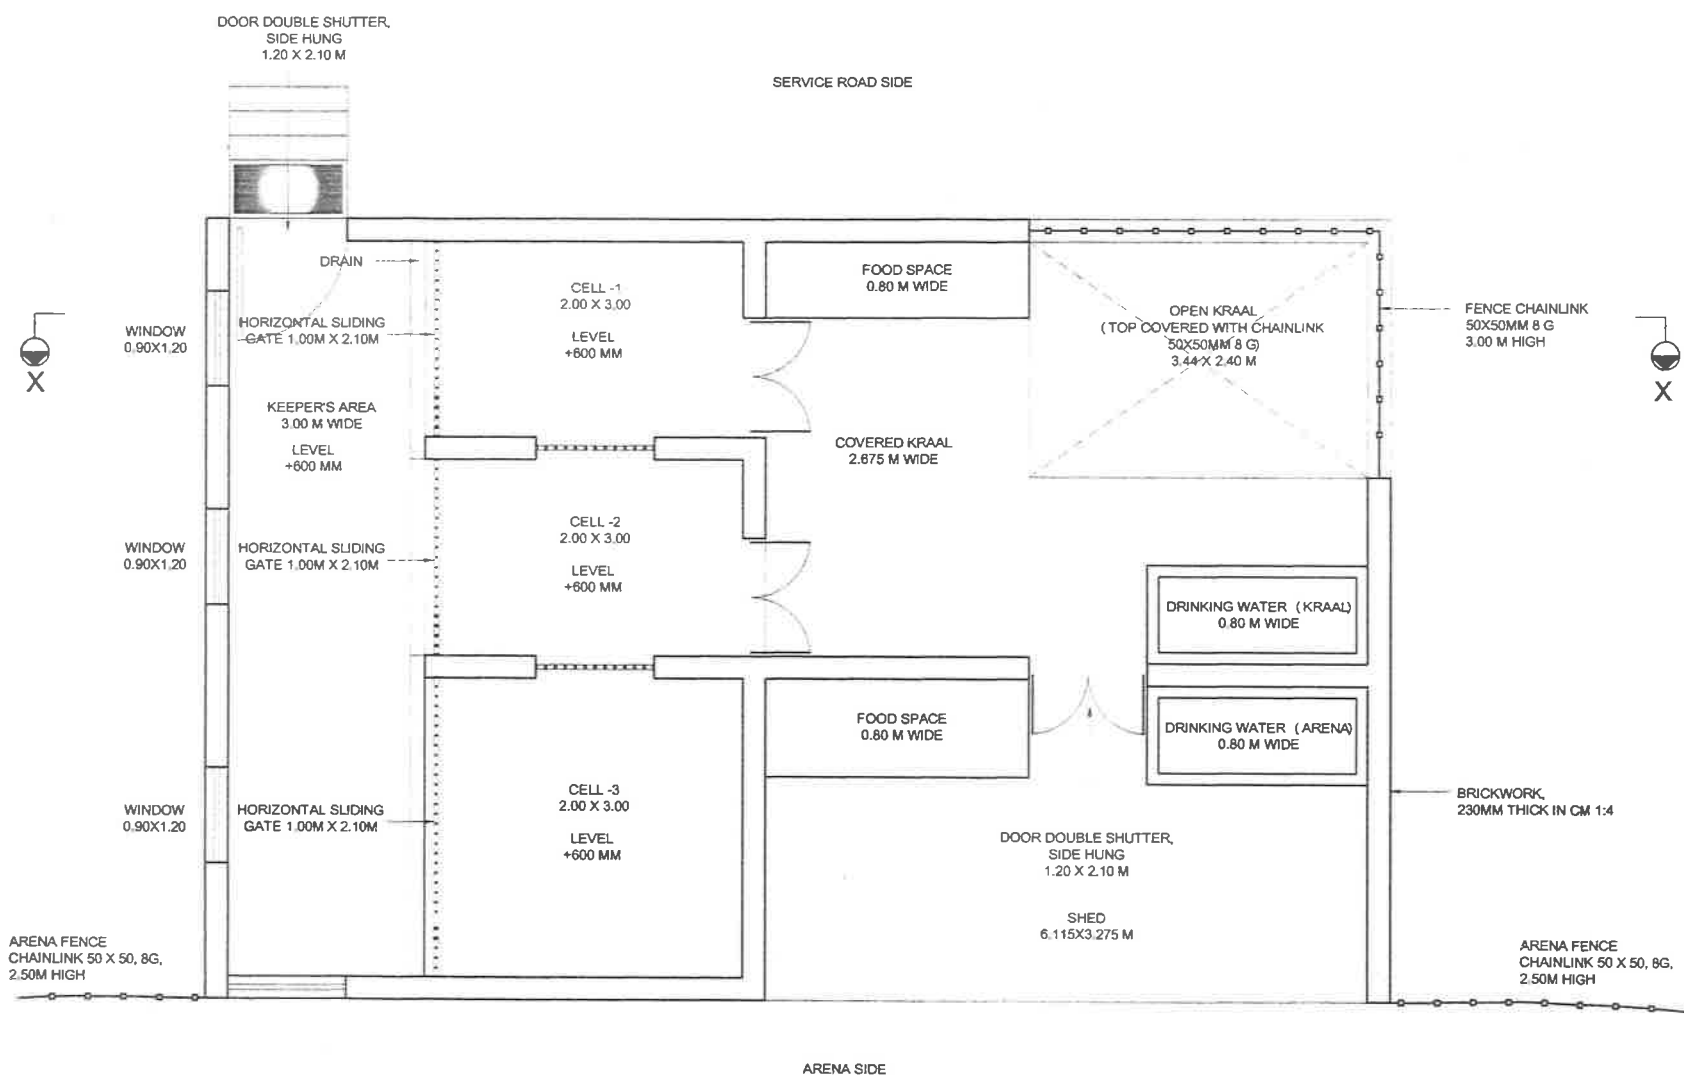 DOOR DOUBLE SHUTTER,
SIDE HUNG
1.20 X 2.10 M
SERVICE ROAD SIDE
DRAIN
CELL -1
2.00 X 3.00
LEVEL
+600 MM
FOOD SPACE
0.80 M WIDE
OPEN KRAAL
(TOP COVERED WITH CHAINLINK
50X50MM 8 G)
3.44 X 2.40 M
FENCE CHAINLINK
50X50MM 8 G
3.00 M HIGH
WINDOW
0.90X1.20
HORIZONTAL SLIDING
GATE 1.00M X 2.10M
X
X
KEEPER'S AREA
3.00 M WIDE
LEVEL
+600 MM
COVERED KRAAL
2.675 M WIDE
WINDOW
0.90X1.20
HORIZONTAL SLIDING
GATE 1.00M X 2.10M
CELL -2
2.00 X 3.00
LEVEL
+600 MM
DRINKING WATER (KRAAL)
0.80 M WIDE
FOOD SPACE
0.80 M WIDE
DRINKING WATER (ARENA)
0.80 M WIDE
WINDOW
0.90X1.20
HORIZONTAL SLIDING
GATE 1.00M X 2.10M
CELL -3
2.00 X 3.00
LEVEL
+600 MM
BRICKWORK,
230MM THICK IN CM 1:4
DOOR DOUBLE SHUTTER,
SIDE HUNG
1.20 X 2.10 M
SHED
6.115X3.275 M
ARENA FENCE
CHAINLINK 50 X 50, 8G,
2.50M HIGH
ARENA FENCE
CHAINLINK 50 X 50, 8G,
2.50M HIGH
ARENA SIDE